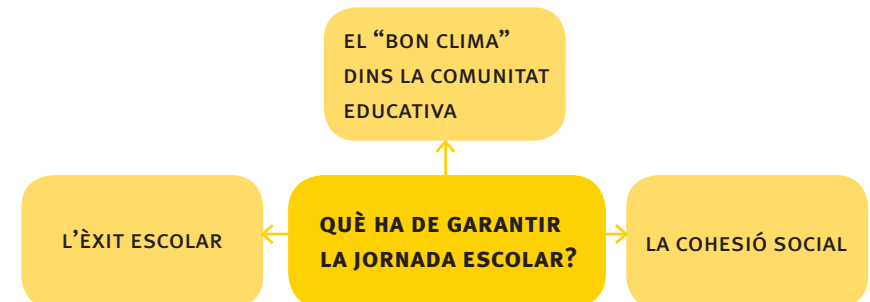 EL “BON CLIMA”
DINS LA COMUNITAT
EDUCATIVA
L’ÈXIT ESCOLAR
QUÈ HA DE GARANTIR
LA JORNADA ESCOLAR?
LA COHESIÓ SOCIAL